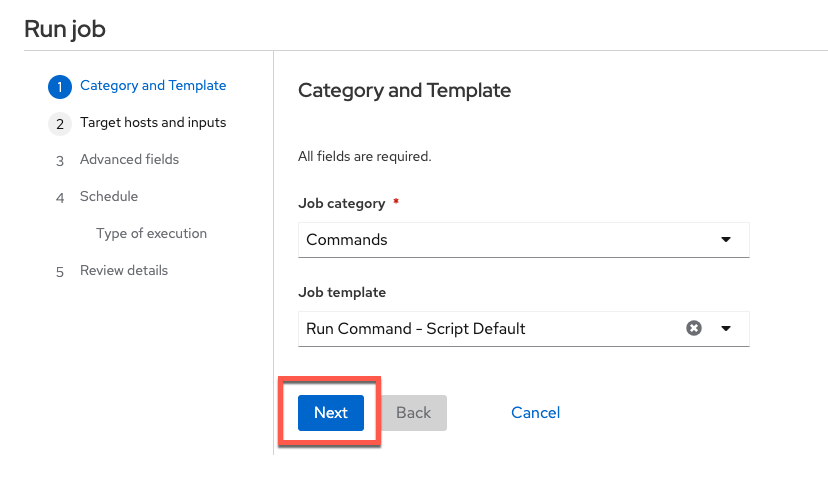 Run job
1 Category and Template
2 Target hosts and inputs
3 Advanced fields
4 Schedule
Type of execution
5 Review details
Category and Template
All fields are required.
Job category *
Commands
Job template
Run Command - Script Default
Next Back Cancel